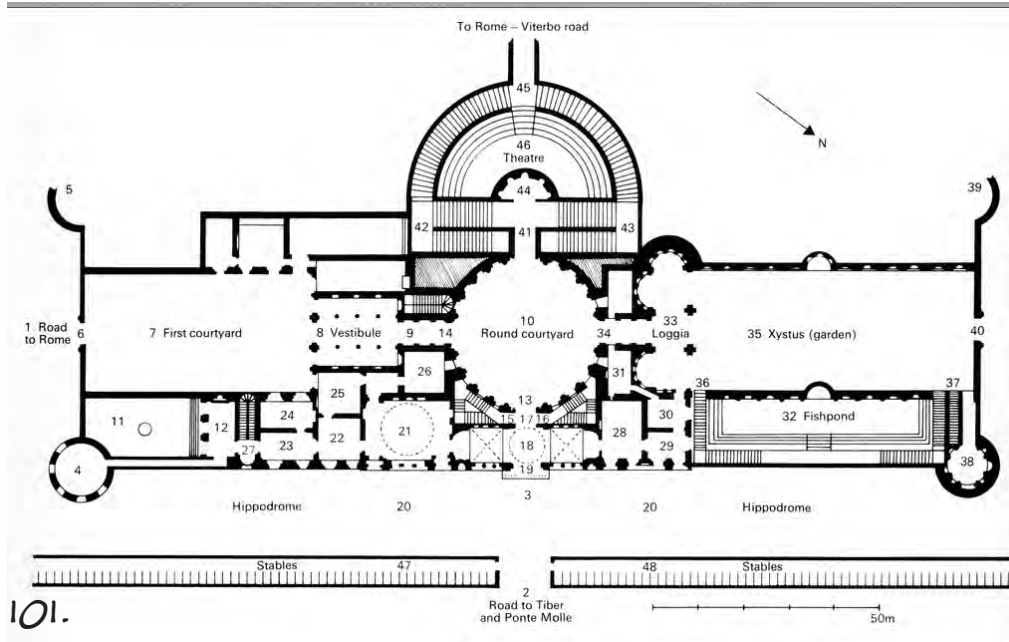 To Rome – Viterbo road
45
46
Theatre
N
5
44
39
42
41
43
1 Road
to Rome
6
7 First courtyard
8 Vestibule
9
14
10
Round courtyard
34
33
Loggia
35 Xystus (garden)
40
26
31
36
37
25
13
11
12
24
15
17
16
30
32 Fishpond
21
28
27
23
22
18
29
4
19
38
3
Hippodrome
20
20
Hippodrome
Stables
47
48
Stables
2
Road to Tiber
and Ponte Molle
50m
101.